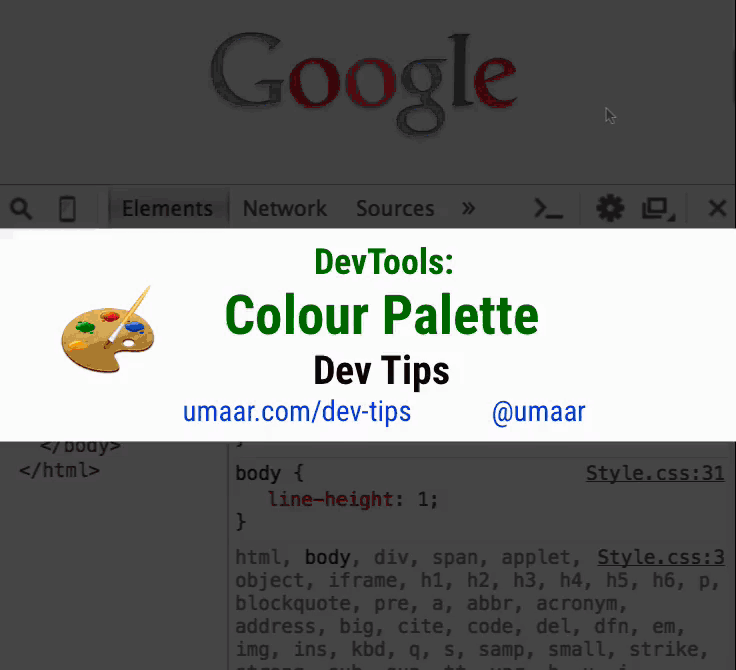 Google
Elements Network Sources »
DevTools:
Colour Palette
Dev Tips
umaar.com/dev-tips @umaar
</body>
</html>
}
body { Style.css:31
line-height: 1;
}
html, body, div, span, applet, Style.css:3
object, iframe, h1, h2, h3, h4, h5, h6, p,
blockquote, pre, a, abbr, acronym,
address, big, cite, code, del, dfn, em,
img, ins, kbd, q, s, samp, small, strike,